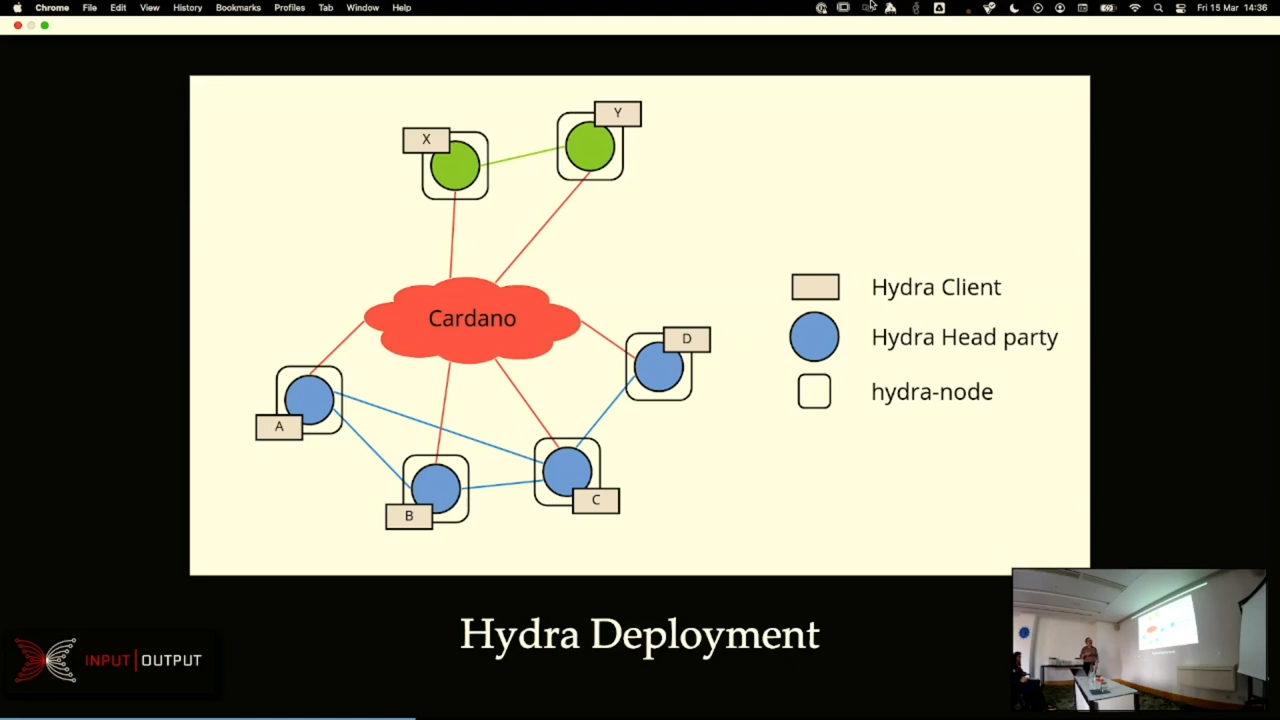 Chrome File Edit View History Bookmarks Profiles Tab Window Help Fri 15 Mar 14:36
Y
X
Cardano
Hydra Client
Hydra Head party
hydra-node
D
A
B
C
Hydra Deployment
INPUT|OUTPUT